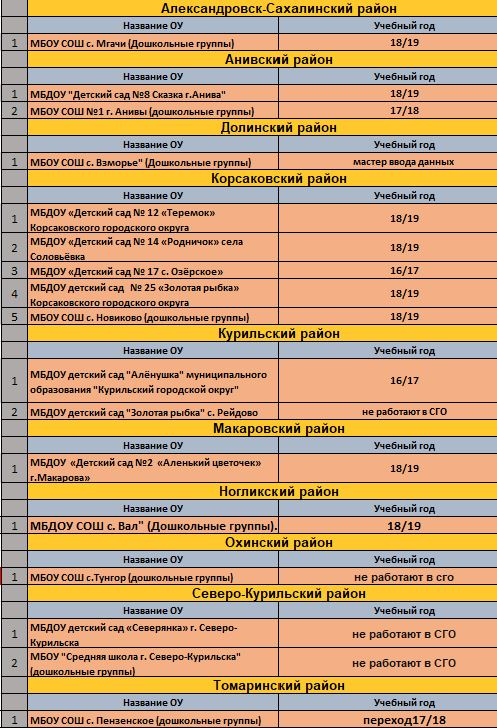 Александровск-Сахалинский район
Название ОУ Учебный год
1 МБОУ СОШ с. Мгачи (Дошкольные группы) 18/19
Анивский район
Название ОУ Учебный год
1 МБДОУ "Детский сад №8 Сказка г.Анива" 18/19
2 МБОУ СОШ №1 г. Анивы (дошкольные группы) 17/18
Долинский район
Название ОУ Учебный год
1 МБОУ СОШ с. Взморье" (Дошкольные группы) мастер ввода данных
Корсаковский район
Название ОУ Учебный год
1 МБДОУ «Детский сад № 12 «Теремок»
Корсаковского городского округа 18/19
2 МБДОУ «Детский сад № 14 «Родничок» села
Соловьёвка 18/19
3 МБДОУ «Детский сад № 17 с. Озёрское» 16/17
4 МБДОУ детский сад № 25 «Золотая рыбка»
Корсаковского городского округа 18/19
5 МБОУ СОШ с. Новиково (дошкольные группы) 18/19
Курильский район
Название ОУ Учебный год
1 МБДОУ детский сад "Алёнушка" муниципального
образования "Курильский городской округ" 16/17
2 МБДОУ детский сад "Золотая рыбка" с. Рейдово не работают в СГО
Макаровский район
Название ОУ Учебный год
1 МБДОУ «Детский сад №2 «Аленький цветочек»
г.Макарова» 18/19
Ногликский район
Название ОУ Учебный год
1 МБДОУ СОШ с. Вал" (Дошкольные группы). 18/19
Охинский район
Название ОУ Учебный год
1 МБОУ СОШ с.Тунгор (дошкольные группы) не работают в сго
Северо-Курильский район
Название ОУ Учебный год
1 МБДОУ детский сад «Северянка» г. Северо-
Курильска не работают в СГО
2 МБОУ "Средняя школа г. Северо-Курильска"
(дошкольные группы) не работают в СГО
Томаринский район
Название ОУ Учебный год
1 МБОУ СОШ с. Пензенское (дошкольные группы) переход17/18